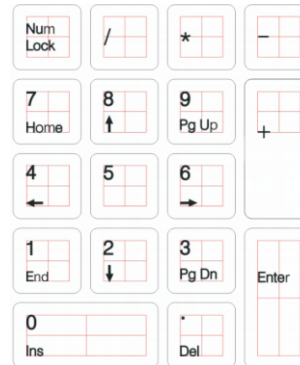 Num
Lock
/
*
−
7
Home
8
↑
9
Pg Up
+
4
←
5
6
→
1
End
2
↓
3
Pg Dn
Enter
0
Ins
.
Del